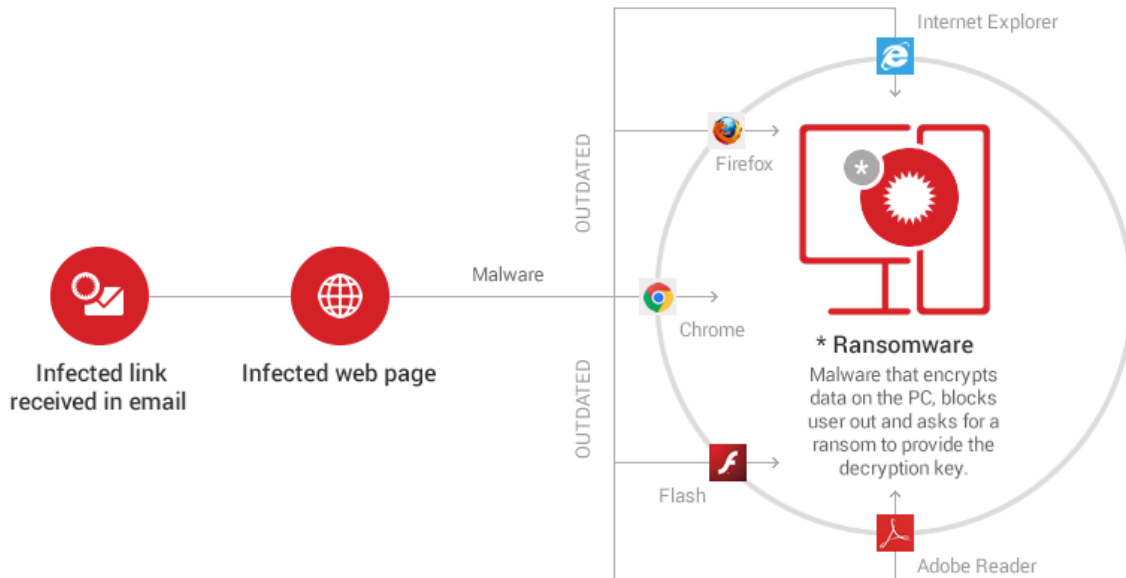 Internet Explorer
OUTDATED
Firefox
*
Malware
Chrome
Infected link
received in email
Infected web page
* Ransomware
Malware that encrypts
data on the PC, blocks
user out and asks for a
ransom to provide the
decryption key.
OUTDATED
Flash
Adobe Reader